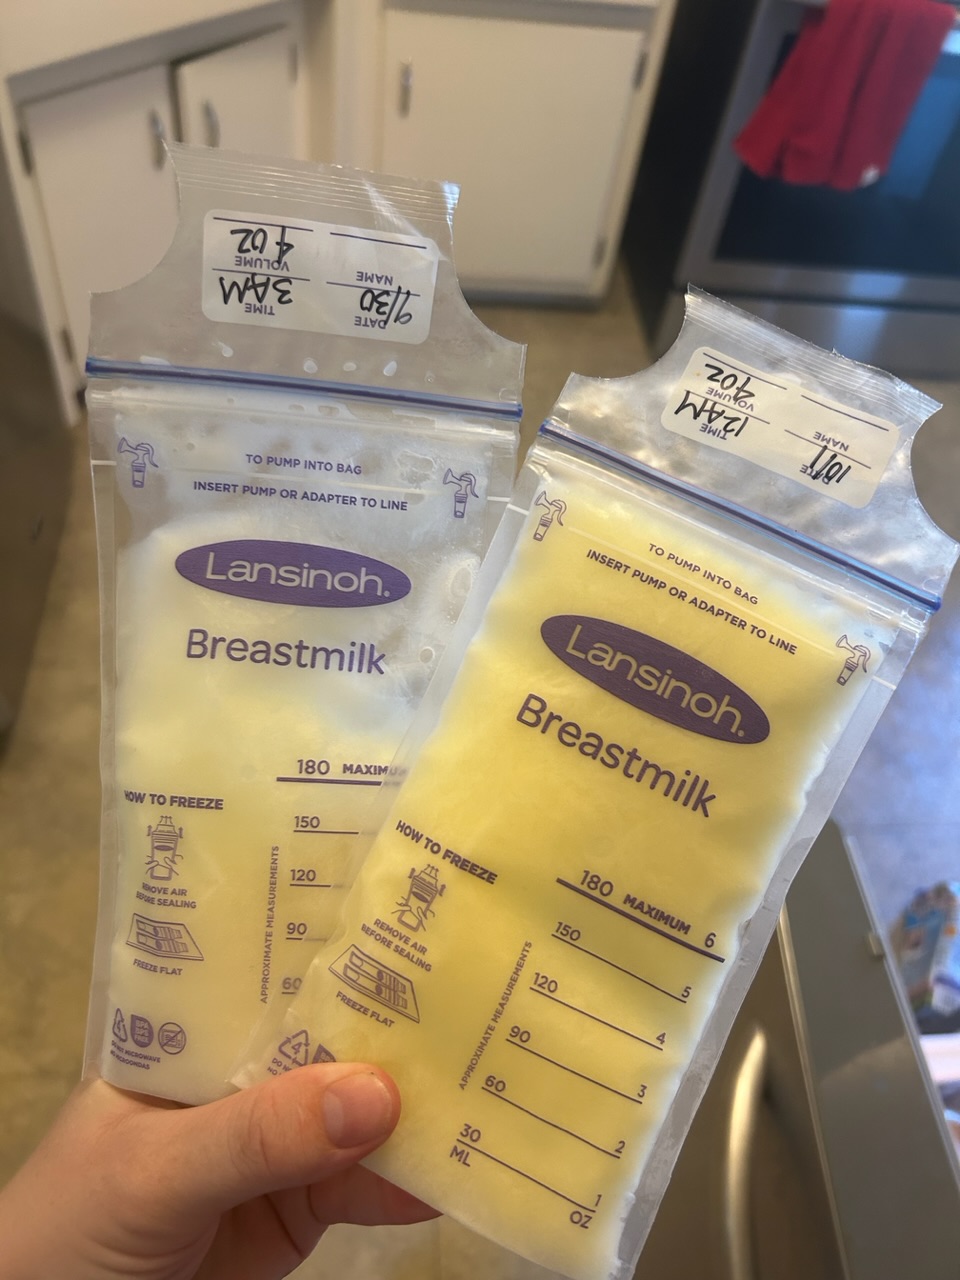 4 OZ
VOLUME
NAME
3AM
9/30
TIME
DATE
TO PUMP INTO BAG
INSERT PUMP OR ADAPTER TO LINE
Lansinoh®
Breastmilk
180 MAXIM
HOW TO FREEZE
150
120
90
60
APPROXIMATE MEASUREMENTS
REMOVE AIR
BEFORE SEALING
FREEZE FLAT
4 OZ
VOLUME
NAME
12AM
10/1
TIME
TO PUMP INTO BAG
INSERT PUMP OR ADAPTER TO LINE
Lansinoh®
Breastmilk
HOW TO FREEZE
180 MAXIMUM 6
150 5
120 4
90 3
60 2
30 1
ML OZ
APPROXIMATE MEASUREMENTS
REMOVE AIR
BEFORE SEALING
FREEZE FLAT